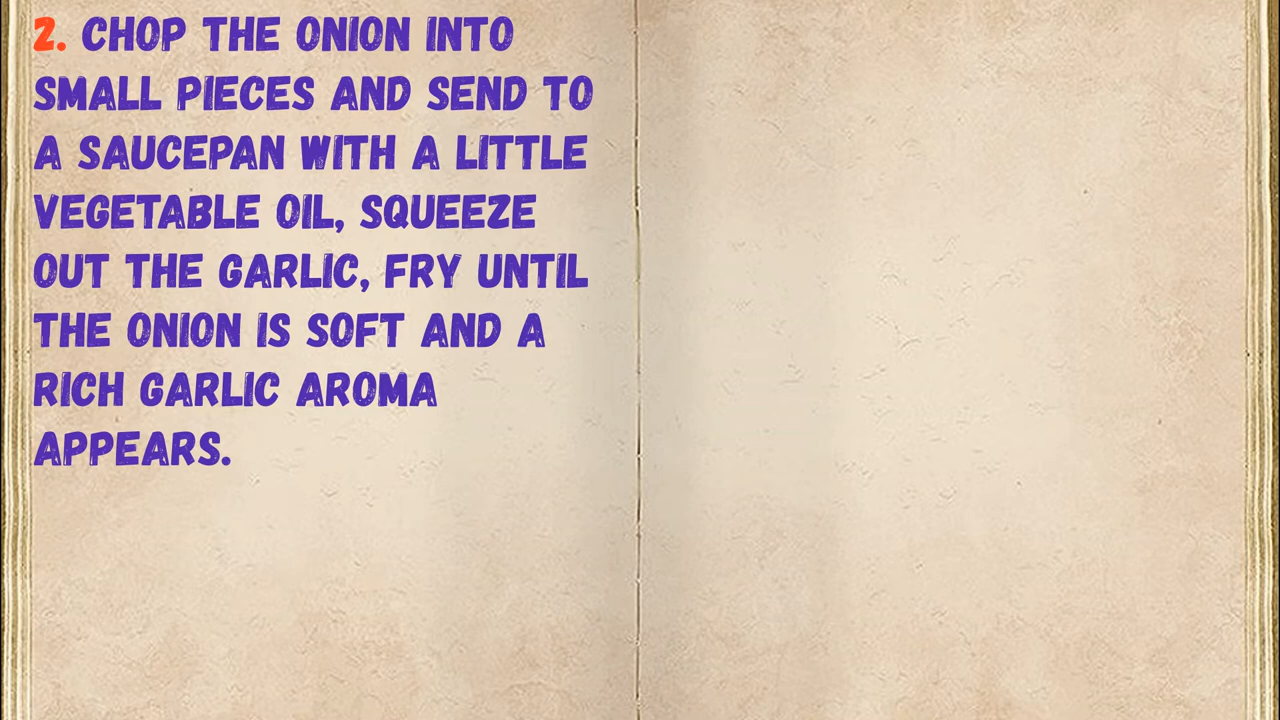 2. CHOP THE ONION INTO
SMALL PIECES AND SEND TO
A SAUCEPAN WITH A LITTLE
VEGETABLE OIL, SQUEEZE
OUT THE GARLIC, FRY UNTIL
THE ONION IS SOFT AND A
RICH GARLIC AROMA
APPEARS.